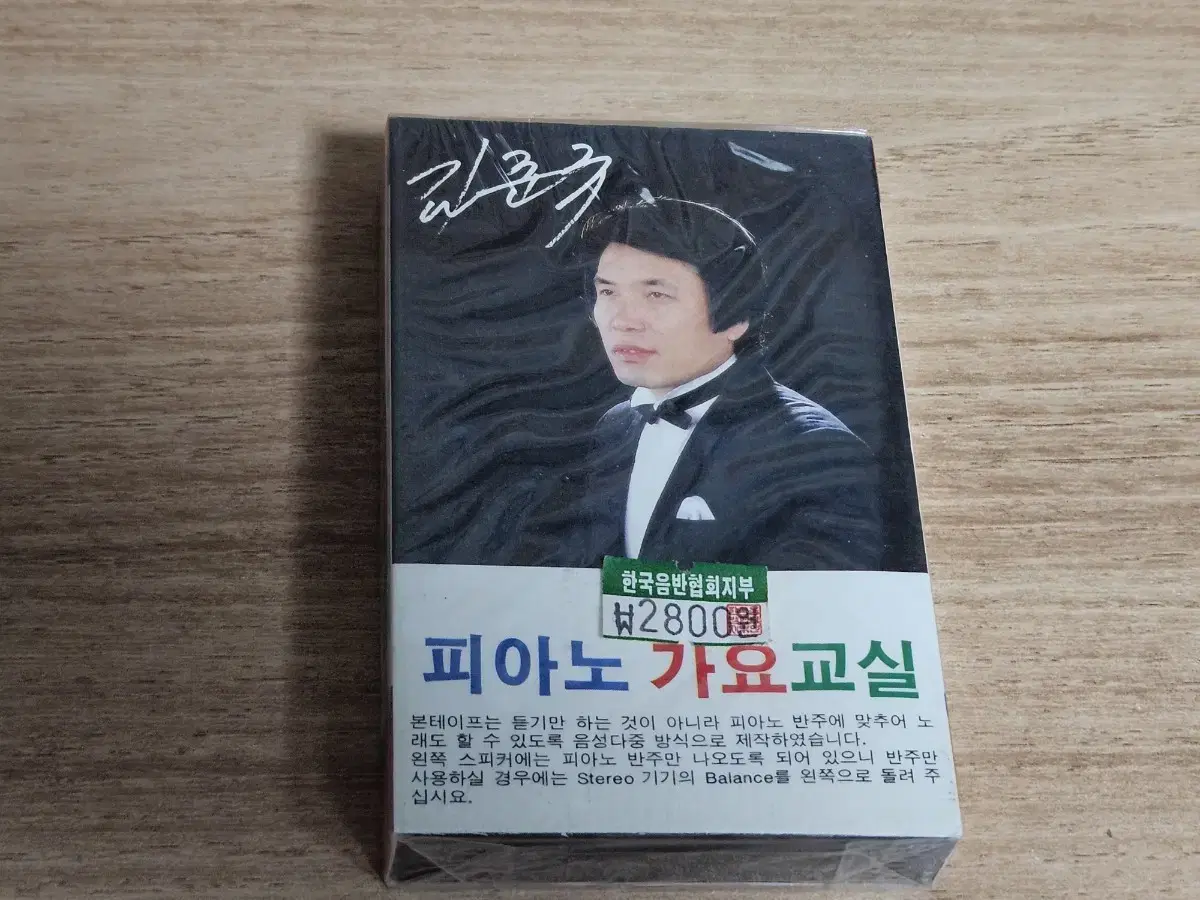 김준규
한국음반협회지부
₩2800원
피아노 가요교실
본테이프는 듣기만 하는 것이 아니라 피아노 반주에 맞추어 노
래도 할 수 있도록 음성다중 방식으로 제작하였습니다.
왼쪽 스피커에는 피아노 반주만 나오도록 되어 있으니 반주만
사용하실 경우에는 Stereo 기기의 Balance를 왼쪽으로 돌려 주
십시요.